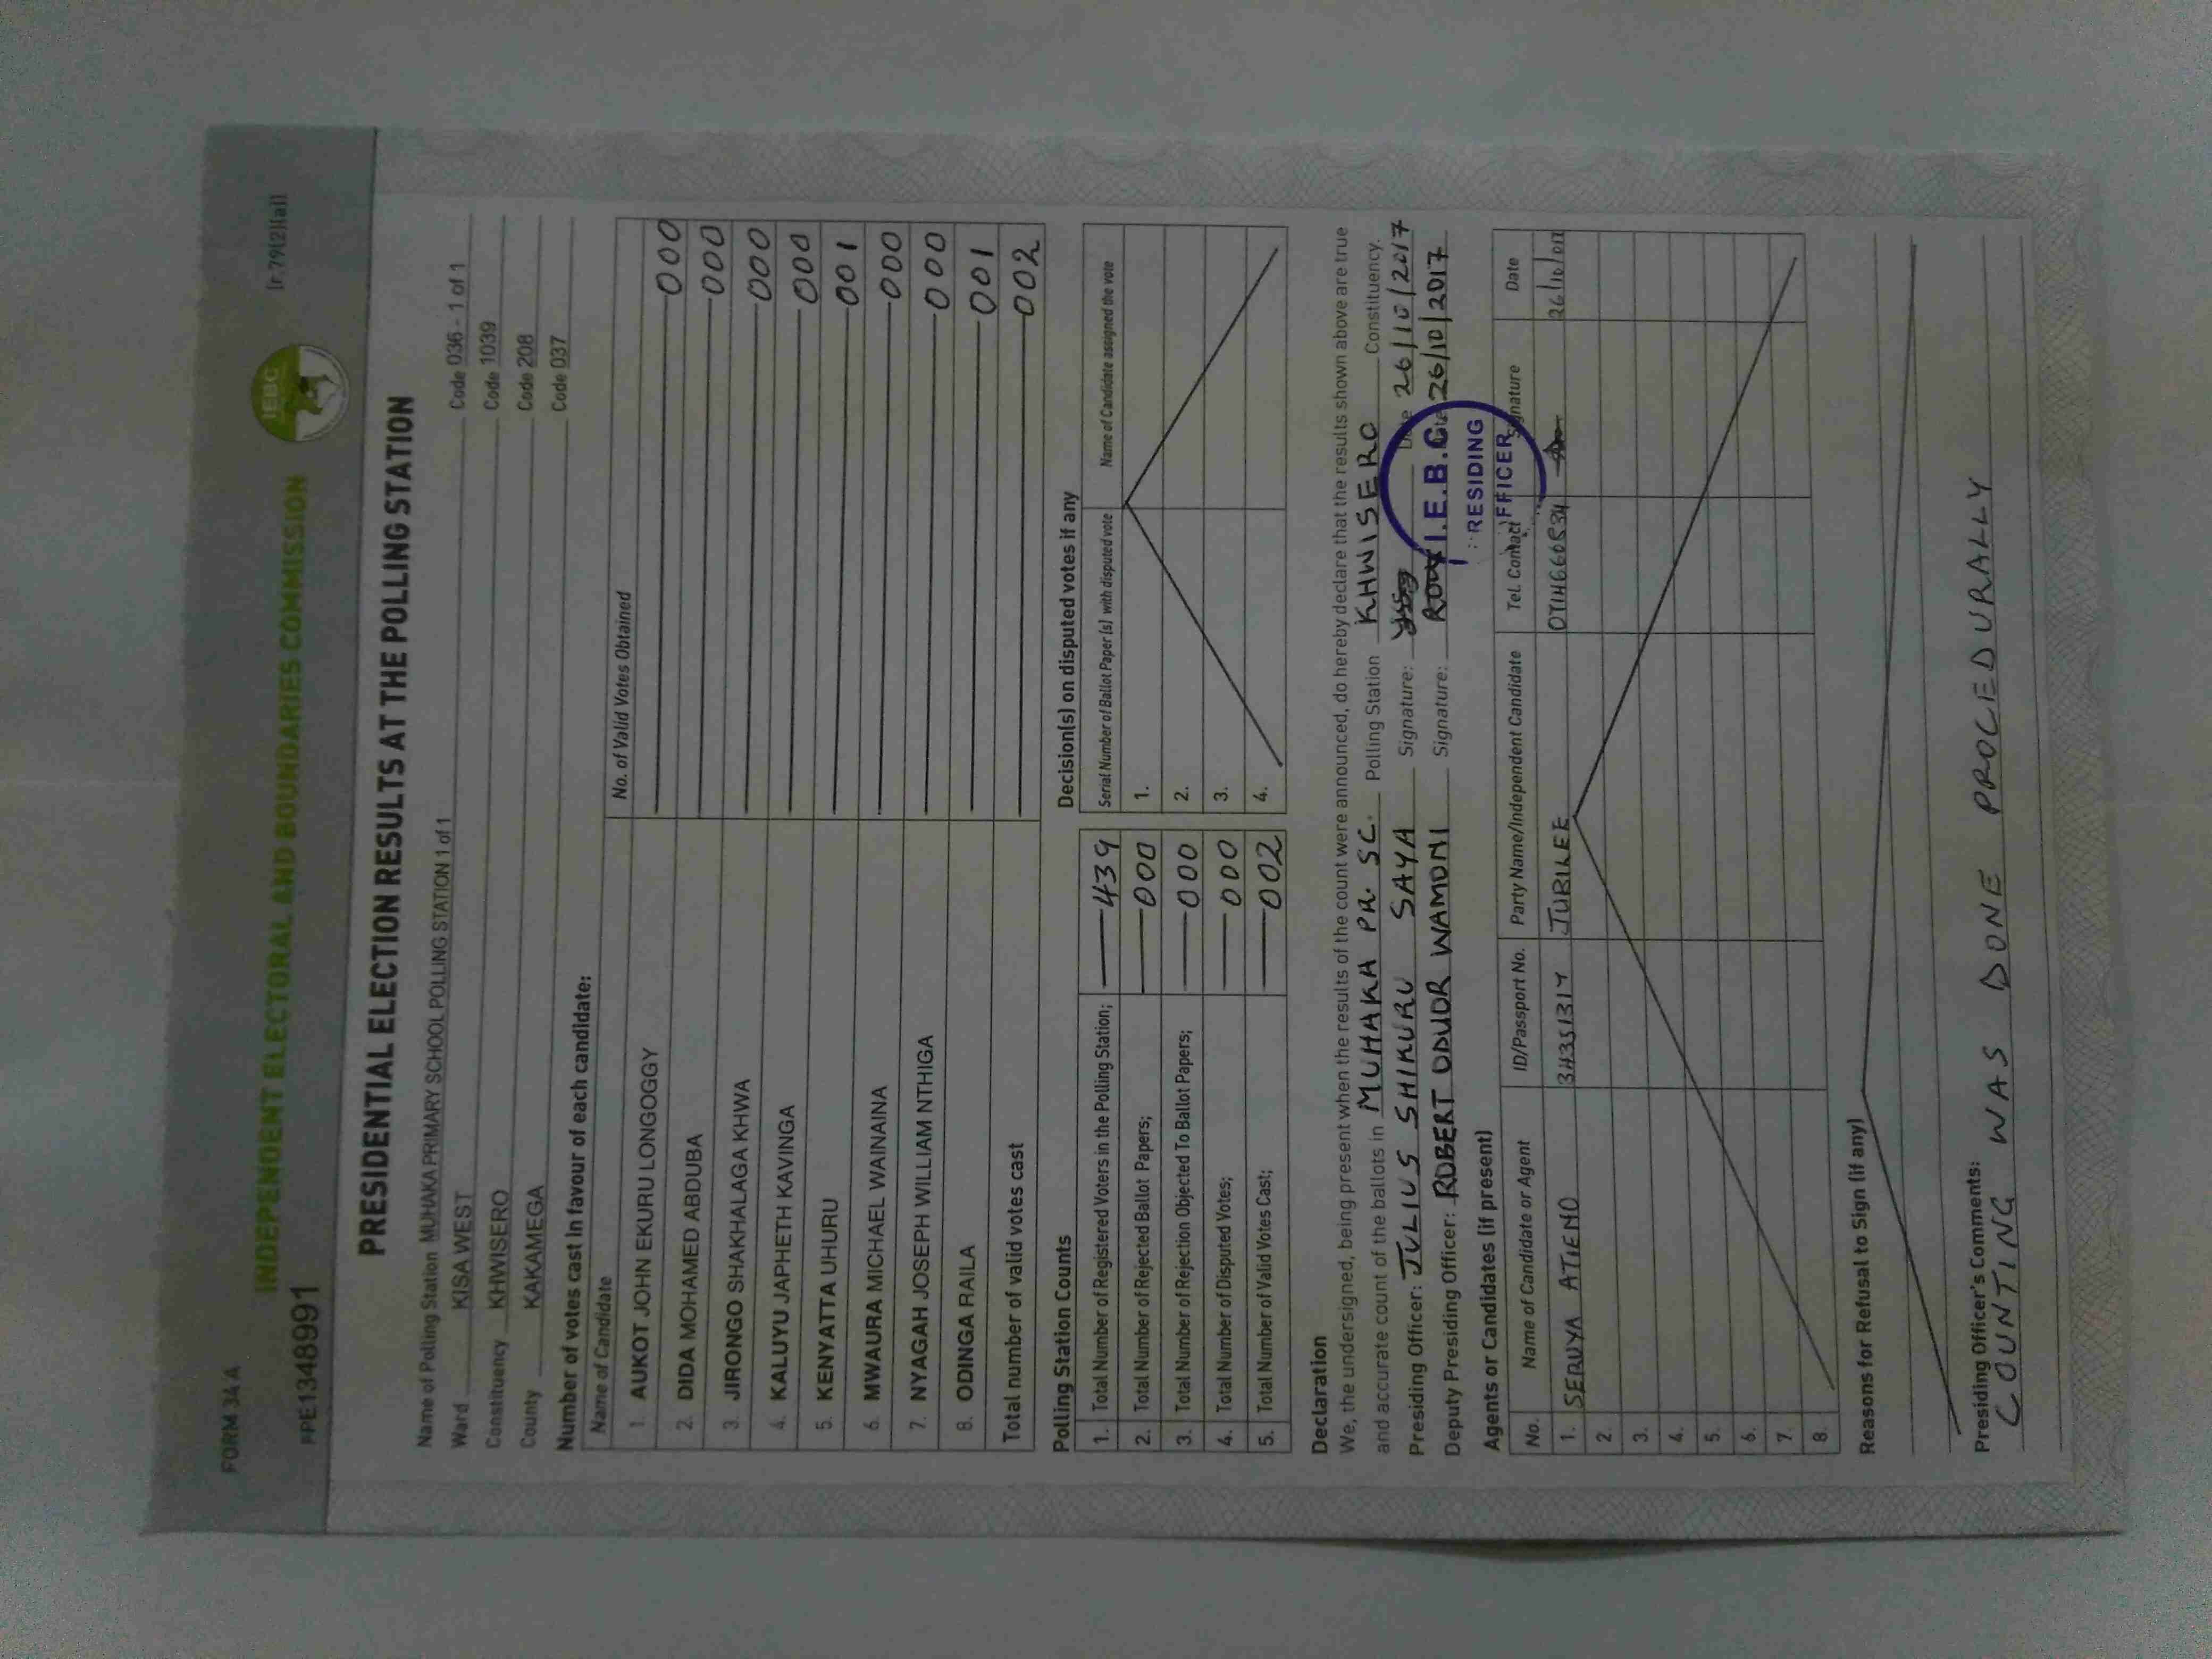 FORM 34 A
[r 79(2)(a)]
INDEPENDENT ELECTORAL AND BOUNDARIES COMMISSION
IEBC
PPE1348991
PRESIDENTIAL ELECTION RESULTS AT THE POLLING STATION
Name of Polling Station MUHAKA PRIMARY SCHOOL POLLING STATION 1 of 1 Code 036 - 1 of 1
Ward KISA WEST Code 1039
Constituency KHWISERO Code 208
County KAKAMEGA Code 037
Number of votes cast in favour of each candidate:
Name of Candidate No. of Valid Votes Obtained
1. AUKOT JOHN EKURU LONGOGGY 000
2. DIDA MOHAMED ABDUBA 000
3. JIRONGO SHAKHALAGA KHWA 000
4. KALUYU JAPHETH KAVINGA 000
5. KENYATTA UHURU 001
6. MWAURA MICHAEL WAINAINA 000
7. NYAGAH JOSEPH WILLIAM NTHIGA 000
8. ODINGA RAILA 001
Total number of valid votes cast 002
Polling Station Counts
1. Total Number of Registered Voters in the Polling Station; 439
2. Total Number of Rejected Ballot Papers; 000
3. Total Number of Rejection Objected To Ballot Papers; 000
4. Total Number of Disputed Votes; 000
5. Total Number of Valid Votes Cast; 002
Decision(s) on disputed votes if any
Serial Number of Ballot Paper(s) with disputed vote Name of Candidate assigned the vote
1.
2.
3.
4.
Declaration
We, the undersigned, being present when the results of the count were announced, do hereby declare that the results shown above are true
and accurate count of the ballots in MUHAKA PR. SC. Polling Station KHWISERO Constituency.
Presiding Officer: JULIUS SHIKURU SAYA Signature: Date 26/10/2017
Deputy Presiding Officer: ROBERT ODUOR WAMONI Signature: 26/10/2017
I.E.B.C
RESIDING
FFICER
Agents or Candidates (if present)
No. Name of Candidate or Agent ID/Passport No. Party Name/Independent Candidate Tel. Contact Signature Date
1. SERUYA ATIENO JUBILEE
2.
3.
4.
5.
6.
7.
8.
Reasons for Refusal to Sign (if any)
Presiding Officer's Comments:
COUNTING WAS DONE PROCEDURALLY